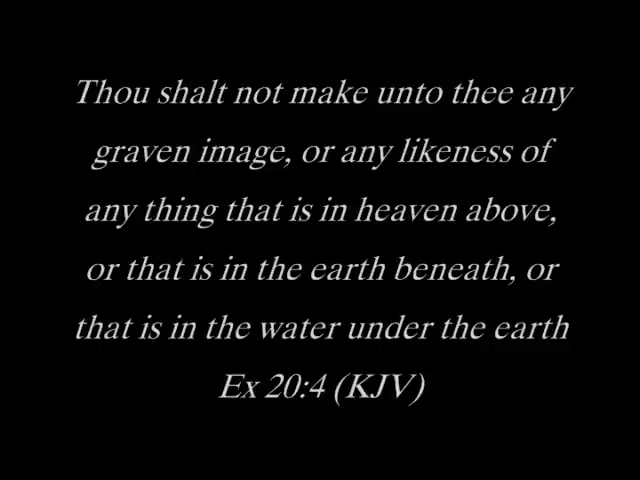 Thou shalt not make unto thee any
graven image, or any likeness of
any thing that is in heaven above,
or that is in the earth beneath, or
that is in the water under the earth
Ex 20:4 (KJV)